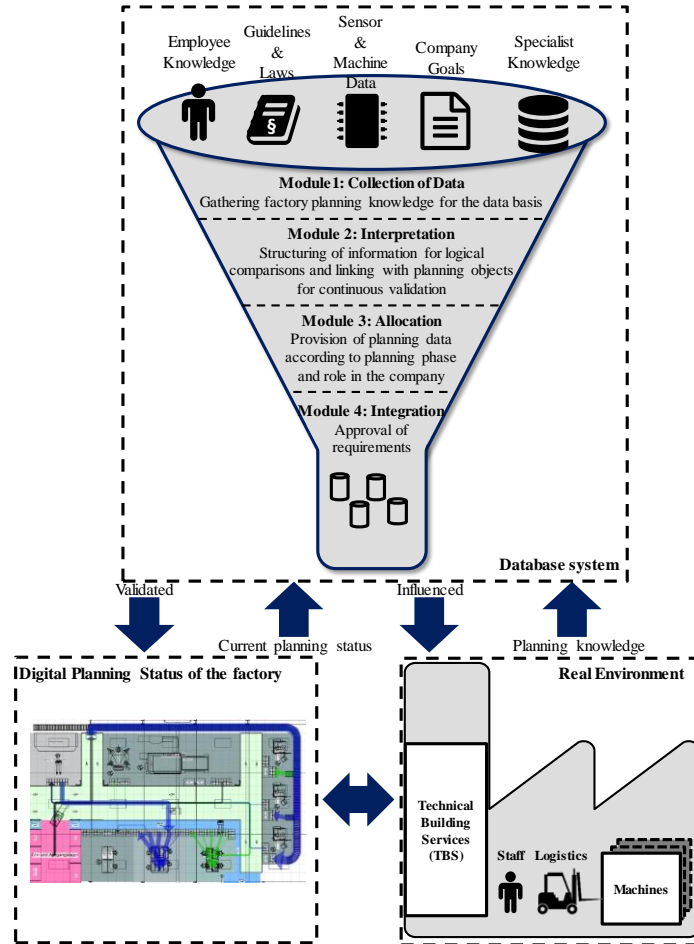 Employee
Knowledge
Guidelines
&
Laws
Sensor
&
Machine
Data
Company
Goals
Specialist
Knowledge
§
Module1: Collection of Data
Gathering factory planning knowledge for the data basis
Module 2: Interpretation
Structuring of information for logical
comparisons and linking with planning objects
for continuous validation
Module 3: Allocation
Provision of planning data
according to planning phase
and role in the company
Module 4: Integration
Approval of
requirements
Database system
Validated
Influenced
Current planning status
Planning knowledge
Digital Planning Status of the factory
Real Environment
Technical
Building
Services
(TBS)
Staff
Logistics
Machines